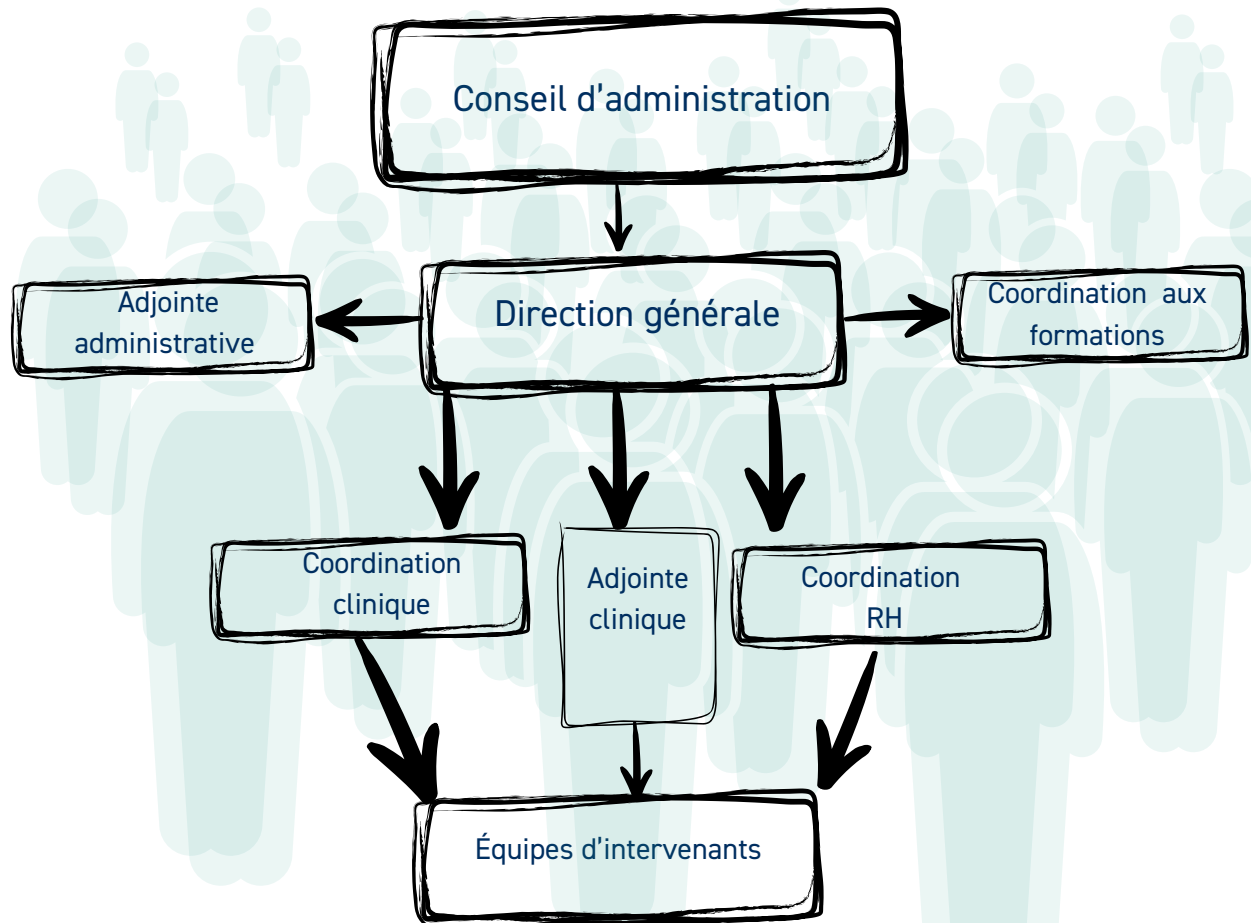 Conseil d'administration
Direction générale
Adjointe
administrative
Coordination aux
formations
Coordination
clinique
Adjointe
clinique
Coordination
RH
Équipes d'intervenants